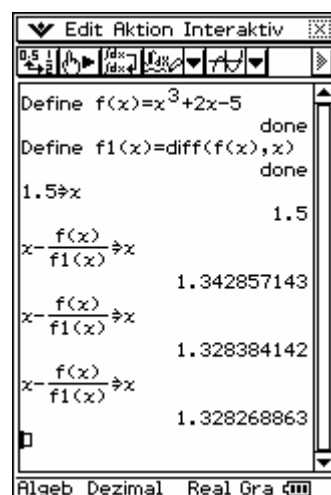 Edit Aktion Interaktiv
Define f(x)=x³+2x-5
done
Define f1(x)=diff(f(x),x)
done
1.5⇒x
1.5
x-f(x)/f1(x)⇒x
1.342857143
x-f(x)/f1(x)⇒x
1.328384142
x-f(x)/f1(x)⇒x
1.328268863
Algeb Dezimal Real Gra